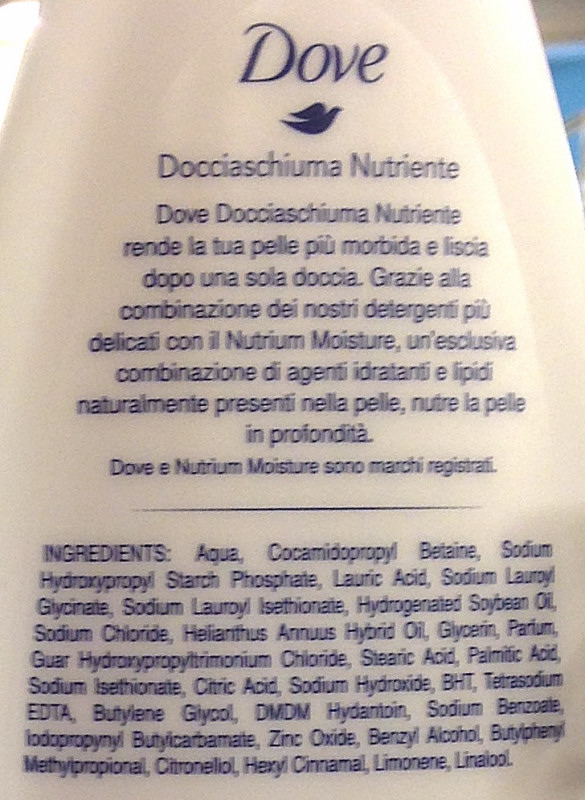 Dove
Docciaschiuma Nutriente
Dove Docciaschiuma Nutriente
rende la tua pelle più morbida e liscia
dopo una sola doccia. Grazie alla
combinazione dei nostri detergenti più
delicati con il Nutrium Moisture, un'esclusiva
combinazione di agenti idratanti e lipidi
naturalmente presenti nella pelle, nutre la pelle
in profondità.
Dove e Nutrium Moisture sono marchi registrati.
INGREDIENTS: Aqua, Cocamidopropyl Betaine, Sodium
Hydroxypropyl Starch Phosphate, Lauric Acid, Sodium Lauroyl
Glycinate, Sodium Lauroyl Isethionate, Hydrogenated Soybean Oil,
Sodium Chloride, Helianthus Annuus Hybrid Oil, Glycerin, Parfum,
Guar Hydroxypropyltrimonium Chloride, Stearic Acid, Palmitic Acid,
Sodium Isethionate, Citric Acid, Sodium Hydroxide, BHT, Tetrasodium
EDTA, Butylene Glycol, DMDM Hydantoin, Sodium Benzoate,
Iodopropynyl Butylcarbamate, Zinc Oxide, Benzyl Alcohol, Butylphenyl
Methylpropional, Citronellol, Hexyl Cinnamal, Limonene, Linalool.